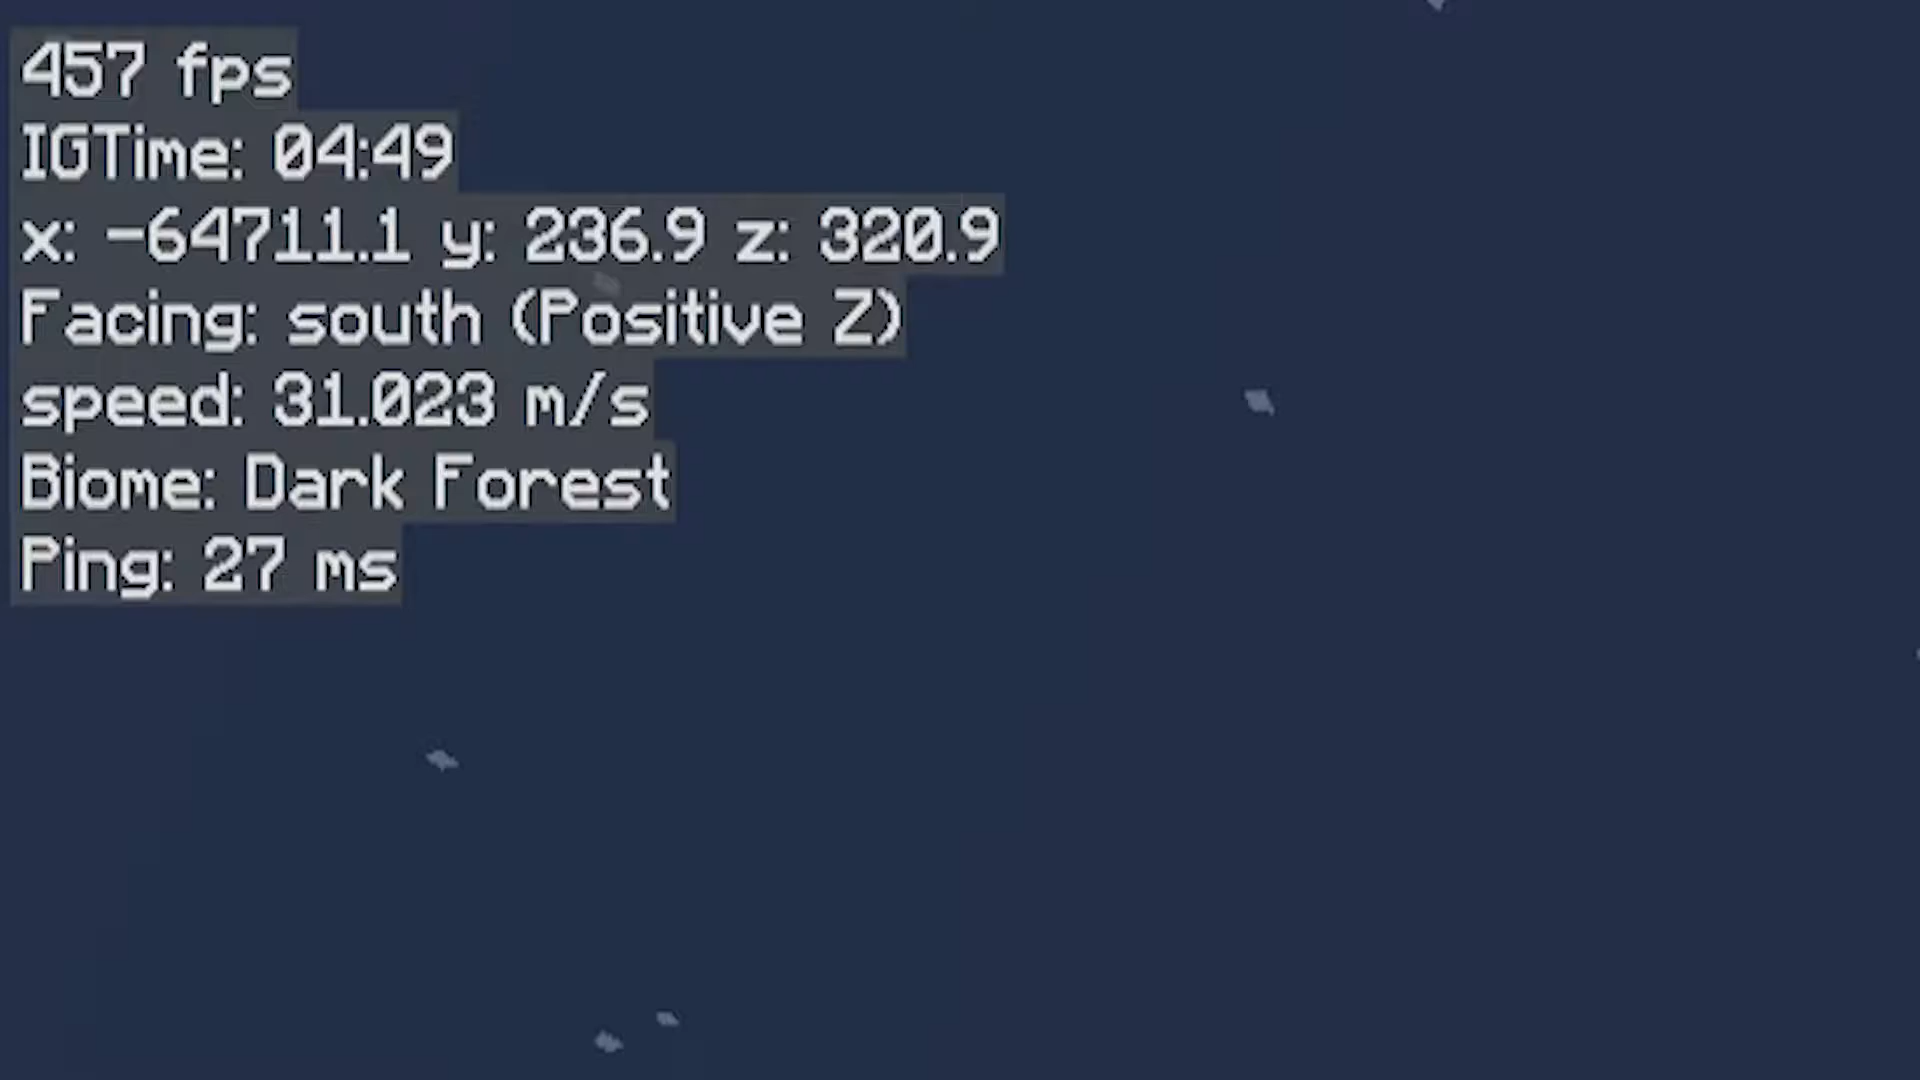 457 fps
IGTime: 04:49
x: -64711.1 y: 236.9 z: 320.9
Facing: south (Positive Z)
speed: 31.023 m/s
Biome: Dark Forest
Ping: 27 ms